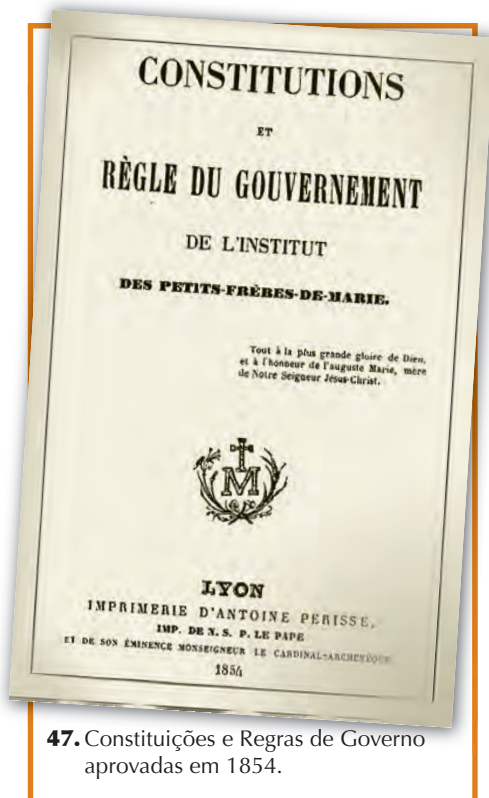 CONSTITUTIONS
ET
RÈGLE DU GOUVERNEMENT
DE L'INSTITUT
DES PETITS-FRÈRES-DE-MARIE.
Tout à la plus grande gloire de Dieu,
et à l'honneur de l'auguste Marie, mère
de Notre Seigneur Jésus-Christ.
M
LYON
IMPRIMERIE D'ANTOINE PERISSE,
IMP. DE N. S. P. LE PAPE
ET DE SON ÉMINENCE MONSEIGNEUR LE CARDINAL-ARCHEVÊQUE
1854
47. Constituições e Regras de Governo
aprovadas em 1854.